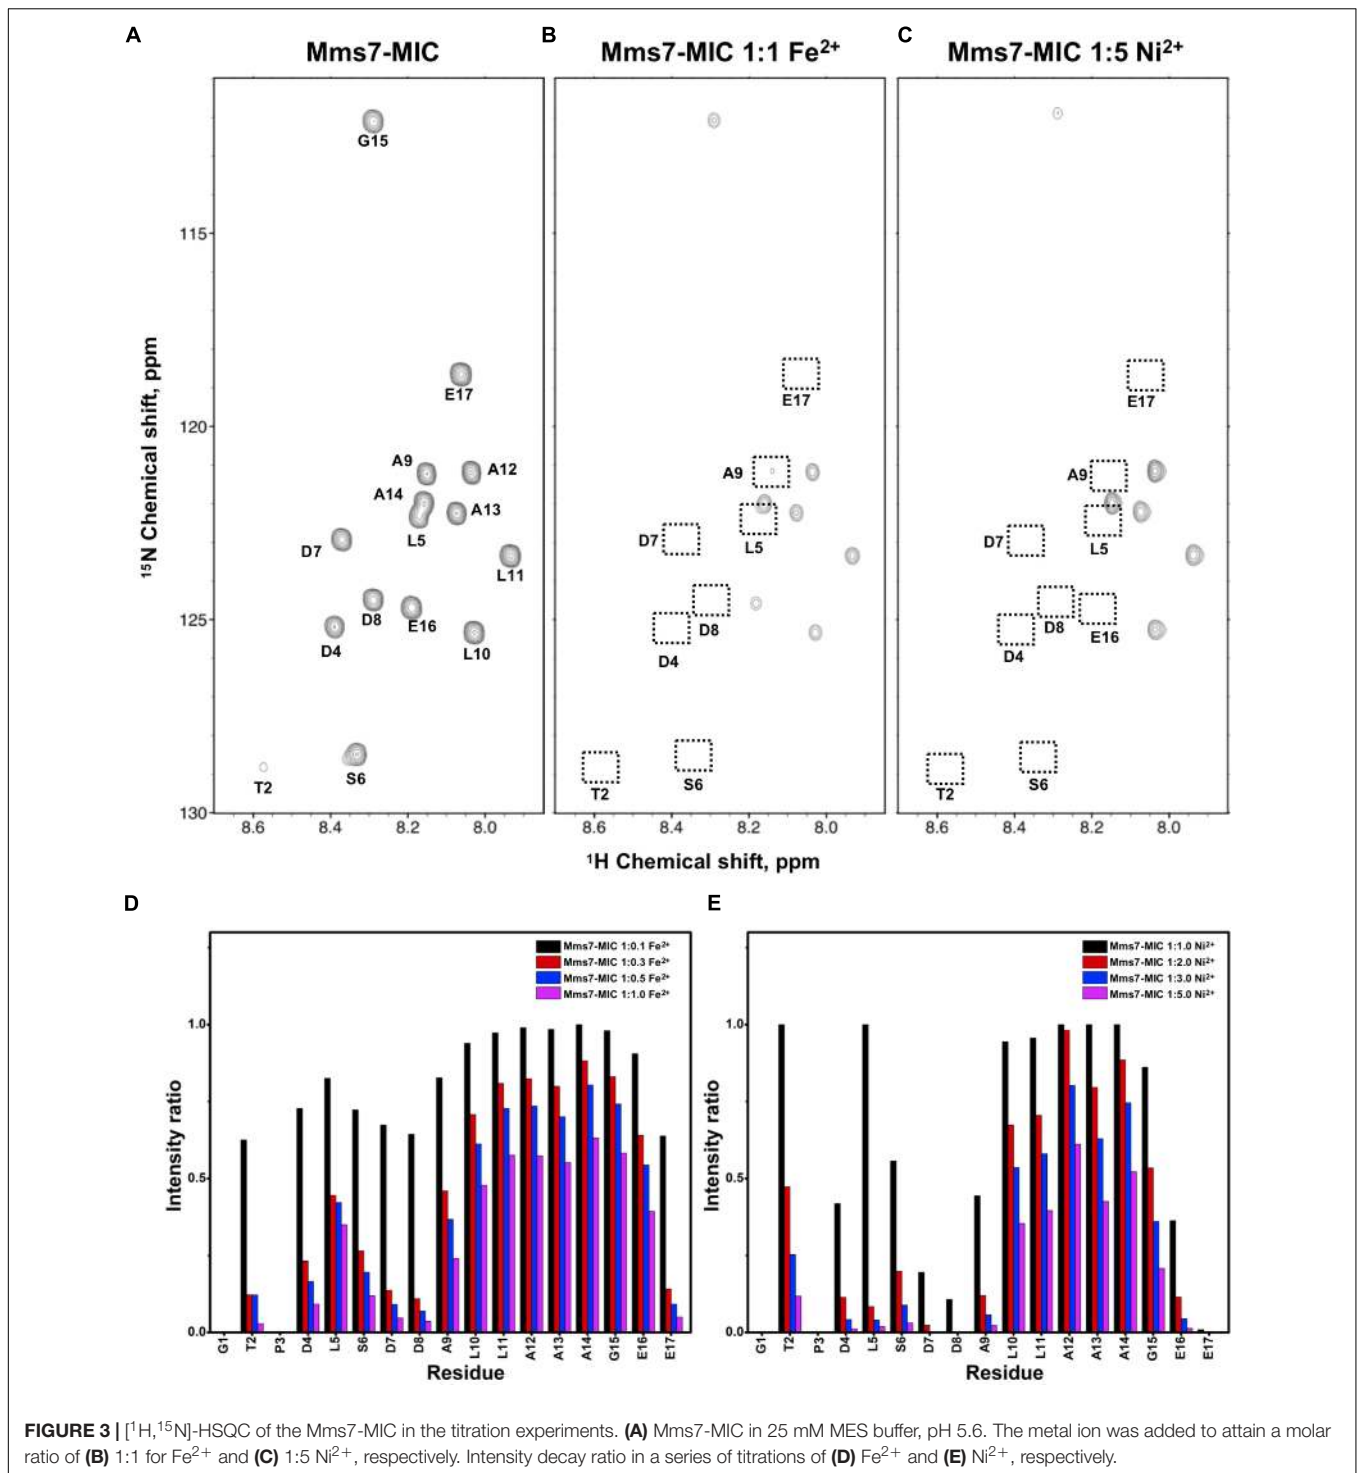 A
Mms7-MIC
B
Mms7-MIC 1:1 Fe²⁺
C
Mms7-MIC 1:5 Ni²⁺
¹⁵N Chemical shift, ppm
115
120
125
130
G15
E17
A9
A12
A14
A13
L5
D7
L11
D8
E16
D4
L10
S6
T2
8.6
8.4
8.2
8.0
E17
A9
D7
L5
D8
D4
T2
S6
8.6
8.4
8.2
8.0
E17
A9
D7
L5
D8
E16
D4
T2
S6
8.6
8.4
8.2
8.0
¹H Chemical shift, ppm
D
Mms7-MIC 1:0.1 Fe²⁺
Mms7-MIC 1:0.3 Fe²⁺
Mms7-MIC 1:0.5 Fe²⁺
Mms7-MIC 1:1.0 Fe²⁺
Intensity ratio
1.0
0.5
0.0
G1 T2 P3 D4 L5 S6 D7 D8 A9 L10 L11 A12 A13 A14 G15 E16 E17
Residue
E
Mms7-MIC 1:1.0 Ni²⁺
Mms7-MIC 1:2.0 Ni²⁺
Mms7-MIC 1:3.0 Ni²⁺
Mms7-MIC 1:5.0 Ni²⁺
Intensity ratio
1.0
0.5
0.0
G1 T2 P3 D4 L5 S6 D7 D8 A9 L10 L11 A12 A13 A14 G15 E16 E17
Residue
FIGURE 3 | [¹H,¹⁵N]-HSQC of the Mms7-MIC in the titration experiments. (A) Mms7-MIC in 25 mM MES buffer, pH 5.6. The metal ion was added to attain a molar
ratio of (B) 1:1 for Fe²⁺ and (C) 1:5 Ni²⁺, respectively. Intensity decay ratio in a series of titrations of (D) Fe²⁺ and (E) Ni²⁺, respectively.